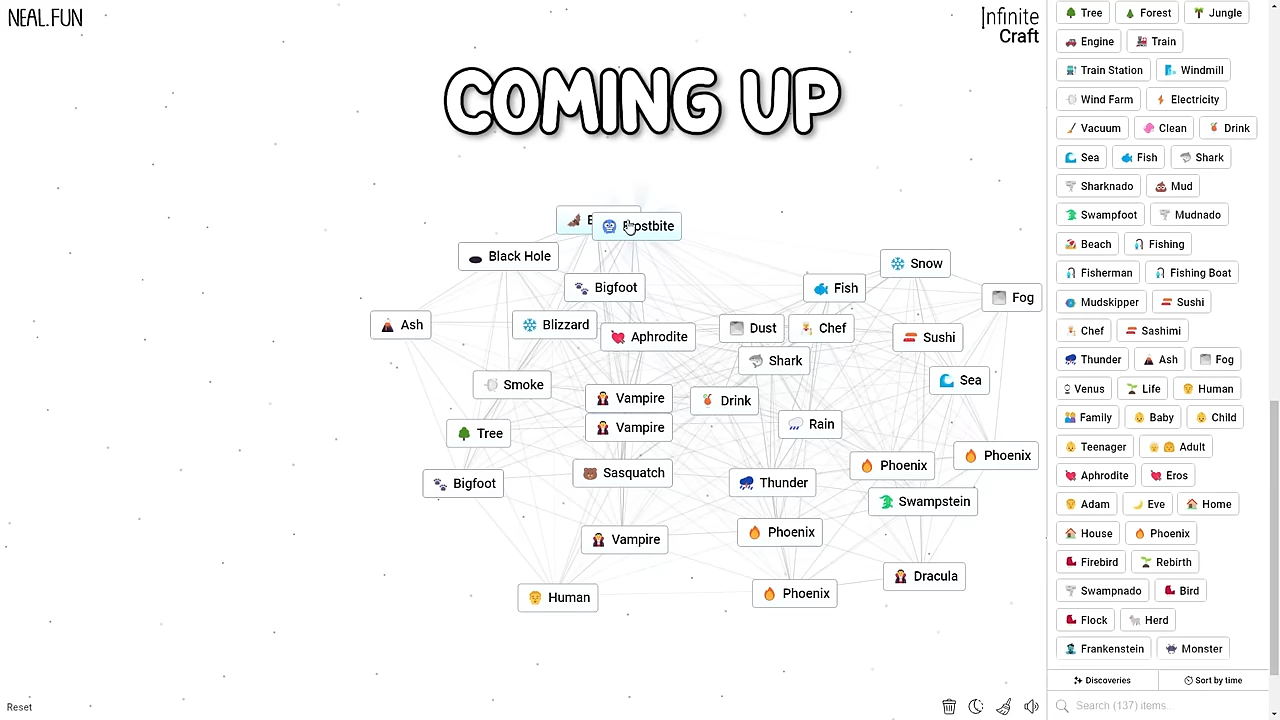 NEAL.FUN
Infinite
Craft
COMING UP
Frostbite
Black Hole
Bigfoot
Snow
Fish
Fog
Ash
Blizzard
Aphrodite
Dust
Chef
Sushi
Shark
Smoke
Vampire
Drink
Sea
Vampire
Rain
Tree
Phoenix
Phoenix
Sasquatch
Bigfoot
Thunder
Swampstein
Vampire
Phoenix
Dracula
Human
Phoenix
Reset
Tree Forest Jungle
Engine Train
Train Station Windmill
Wind Farm Electricity
Vacuum Clean Drink
Sea Fish Shark
Sharknado Mud
Swampfoot Mudnado
Beach Fishing
Fisherman Fishing Boat
Mudskipper Sushi
Chef Sashimi
Thunder Ash Fog
Venus Life Human
Family Baby Child
Teenager Adult
Aphrodite Eros
Adam Eve Home
House Phoenix
Firebird Rebirth
Swampnado Bird
Flock Herd
Frankenstein Monster
Discoveries Sort by time
Search (137) items...